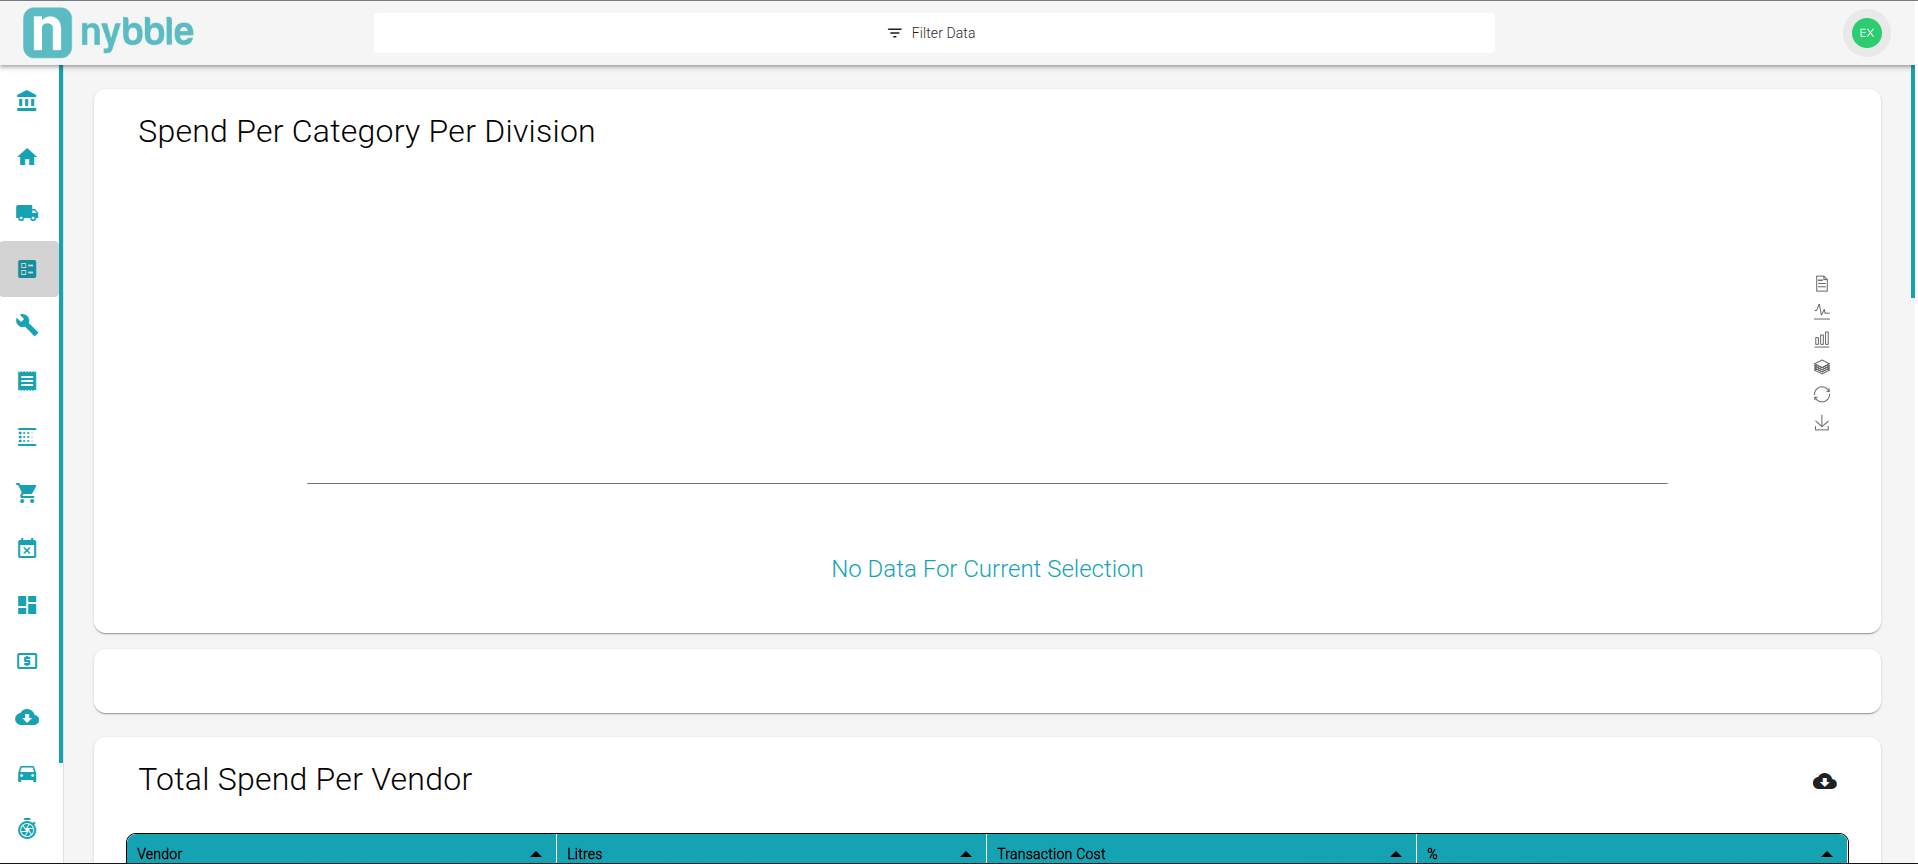 nybble
Filter Data
EX
Spend Per Category Per Division
No Data For Current Selection
Total Spend Per Vendor
Vendor
Litres
Transaction Cost
%